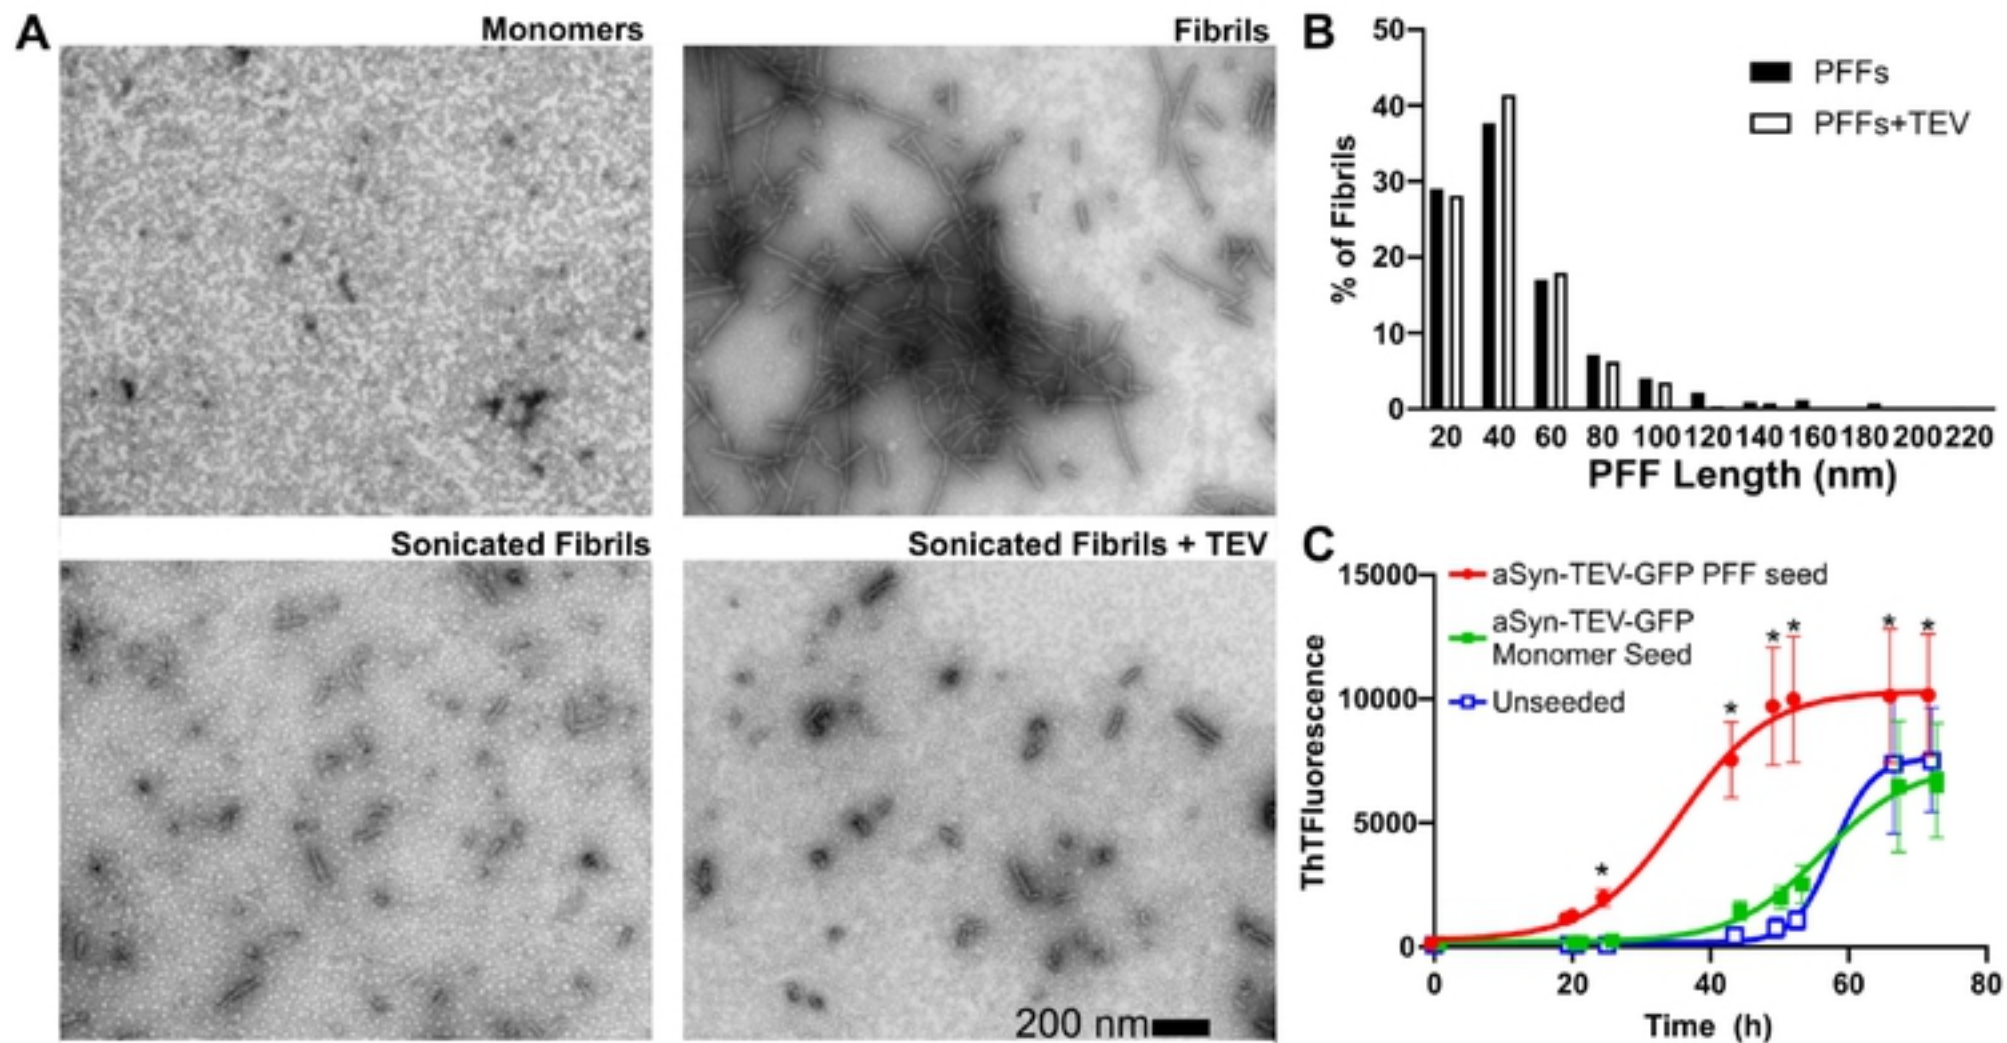 A
Monomers
Fibrils
Sonicated Fibrils
Sonicated Fibrils + TEV
200 nm
B
50
40
30
20
10
0
% of Fibrils
PFFs
PFFs+TEV
20 40 60 80 100 120 140 160 180 200 220
PFF Length (nm)
C
15000
10000
5000
0
ThTFluorescence
aSyn-TEV-GFP PFF seed
aSyn-TEV-GFP
Monomer Seed
Unseeded
* * * * * *
0 20 40 60 80
Time (h)